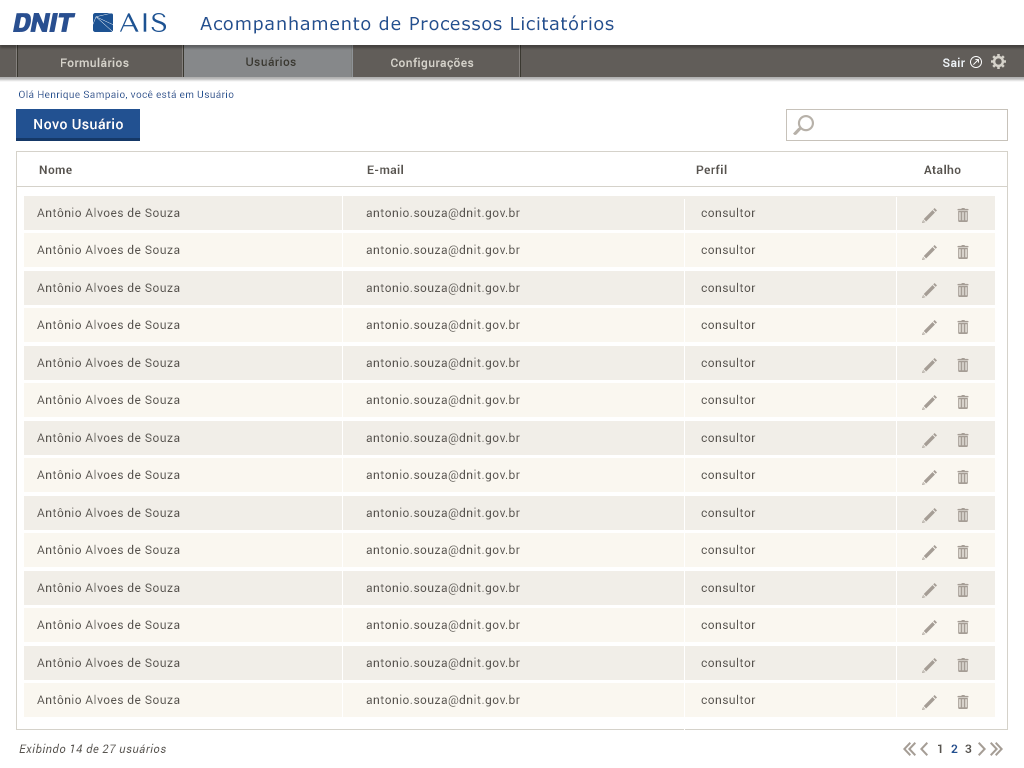 DNIT AIS Acompanhamento de Processos Licitatórios
Formulários Usuários Configurações Sair
Olá Henrique Sampaio, você está em Usuário
Novo Usuário
Nome E-mail Perfil Atalho
Antônio Alvoes de Souza antonio.souza@dnit.gov.br consultor
Antônio Alvoes de Souza antonio.souza@dnit.gov.br consultor
Antônio Alvoes de Souza antonio.souza@dnit.gov.br consultor
Antônio Alvoes de Souza antonio.souza@dnit.gov.br consultor
Antônio Alvoes de Souza antonio.souza@dnit.gov.br consultor
Antônio Alvoes de Souza antonio.souza@dnit.gov.br consultor
Antônio Alvoes de Souza antonio.souza@dnit.gov.br consultor
Antônio Alvoes de Souza antonio.souza@dnit.gov.br consultor
Antônio Alvoes de Souza antonio.souza@dnit.gov.br consultor
Antônio Alvoes de Souza antonio.souza@dnit.gov.br consultor
Antônio Alvoes de Souza antonio.souza@dnit.gov.br consultor
Antônio Alvoes de Souza antonio.souza@dnit.gov.br consultor
Antônio Alvoes de Souza antonio.souza@dnit.gov.br consultor
Antônio Alvoes de Souza antonio.souza@dnit.gov.br consultor
Exibindo 14 de 27 usuários 1 2 3